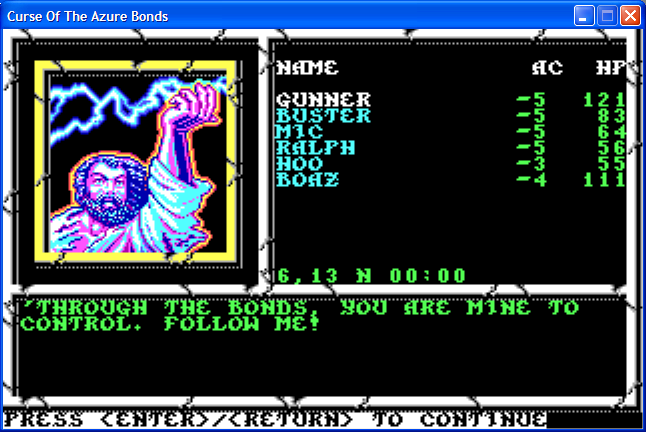 Curse Of The Azure Bonds
NAME AC HP
GUNNER -5 121
BUSTER -5 83
MIC -5 64
RALPH -5 56
HOO -3 55
BOAZ -4 111
6,13 N 00:00
'THROUGH THE BONDS, YOU ARE MINE TO
CONTROL. FOLLOW ME!
PRESS <ENTER>/<RETURN> TO CONTINUE